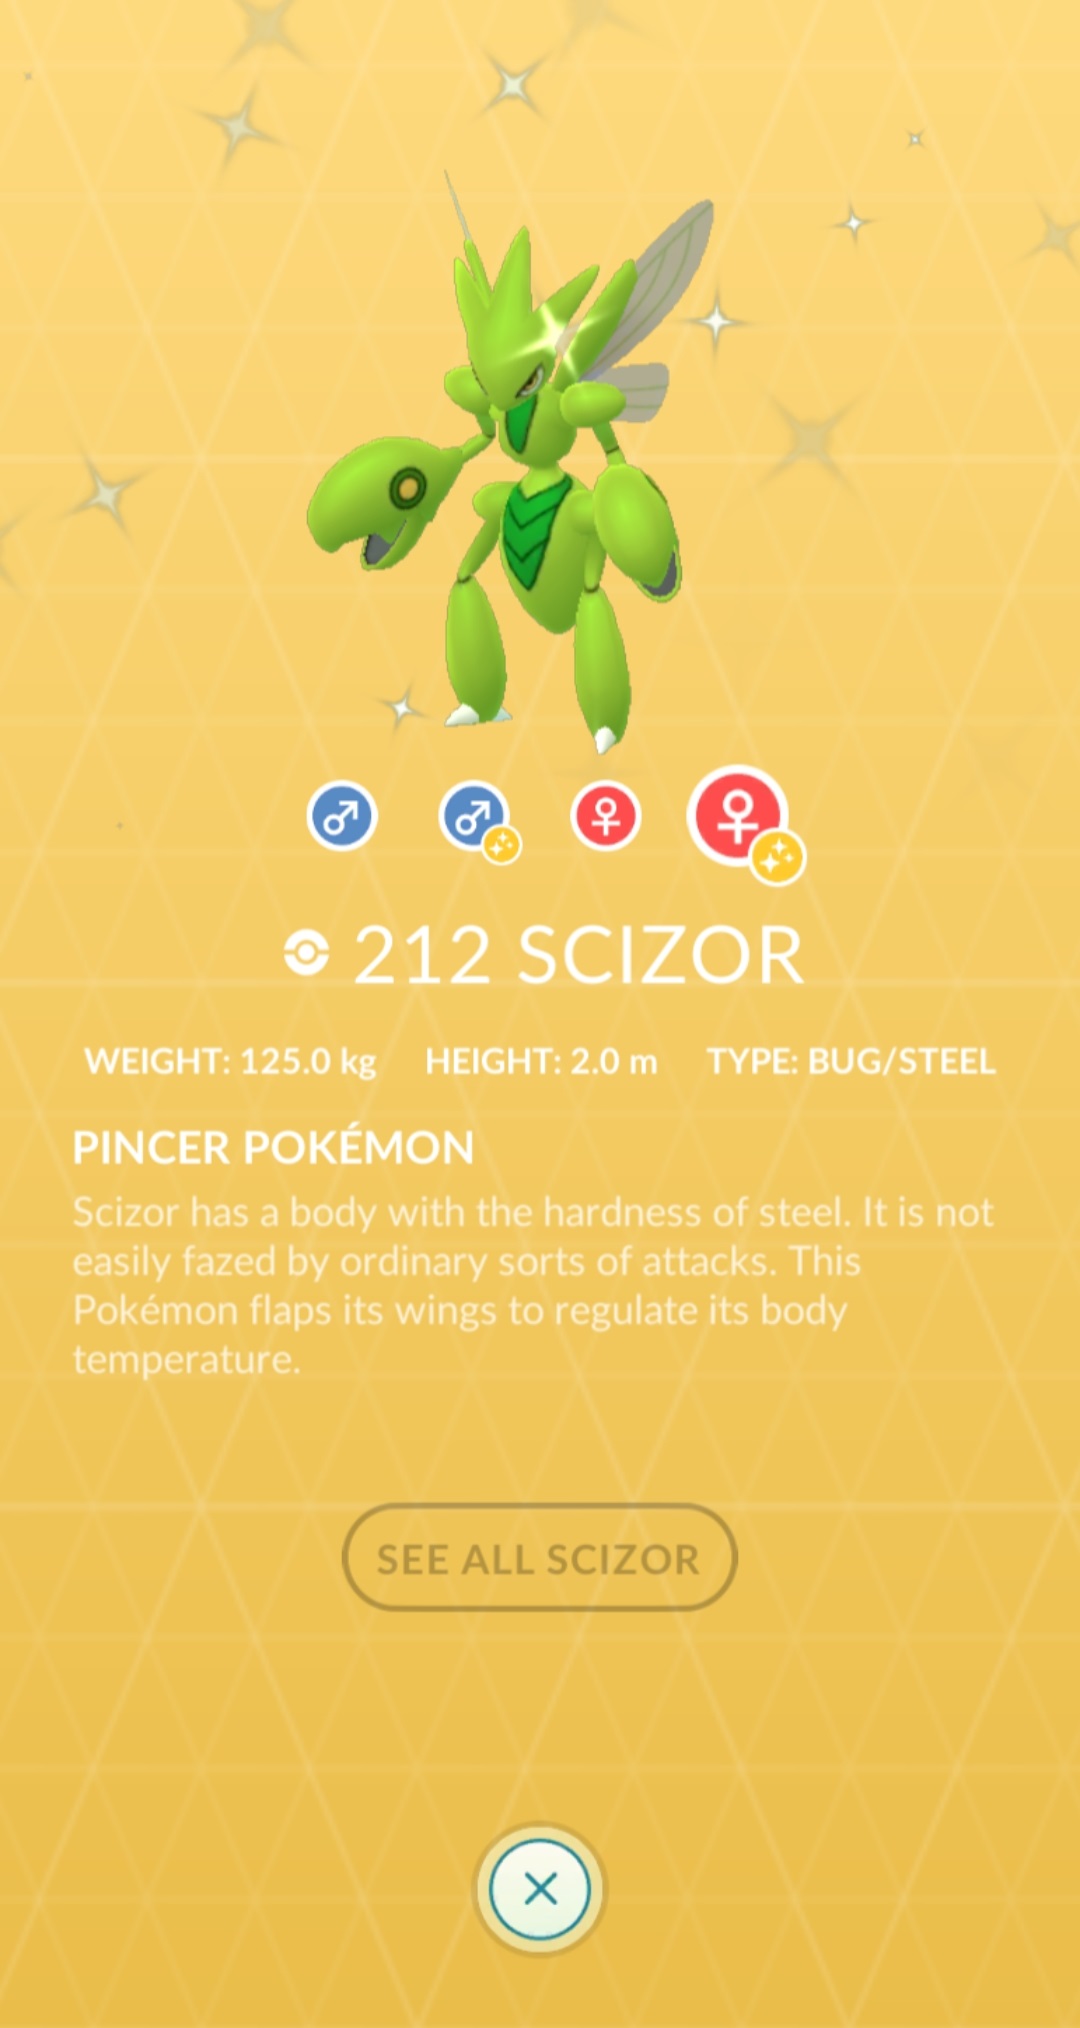 212 SCIZOR
WEIGHT: 125.0 kg HEIGHT: 2.0 m TYPE: BUG/STEEL
PINCER POKÉMON
Scizor has a body with the hardness of steel. It is not
easily fazed by ordinary sorts of attacks. This
Pokémon flaps its wings to regulate its body
temperature.
SEE ALL SCIZOR